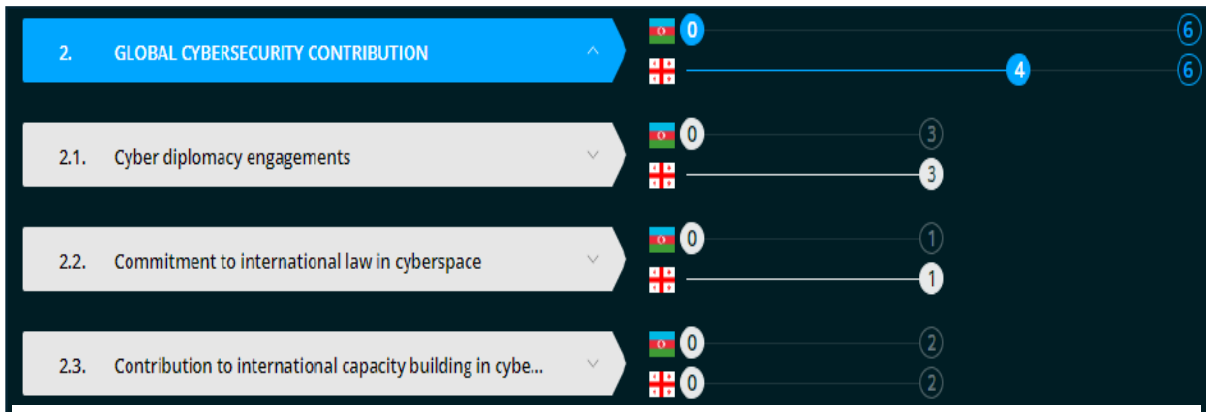 2. GLOBAL CYBERSECURITY CONTRIBUTION
0 6
4 6
2.1. Cyber diplomacy engagements
0 3
3
2.2. Commitment to international law in cyberspace
0 1
1
2.3. Contribution to international capacity building in cybe...
0 2
0 2